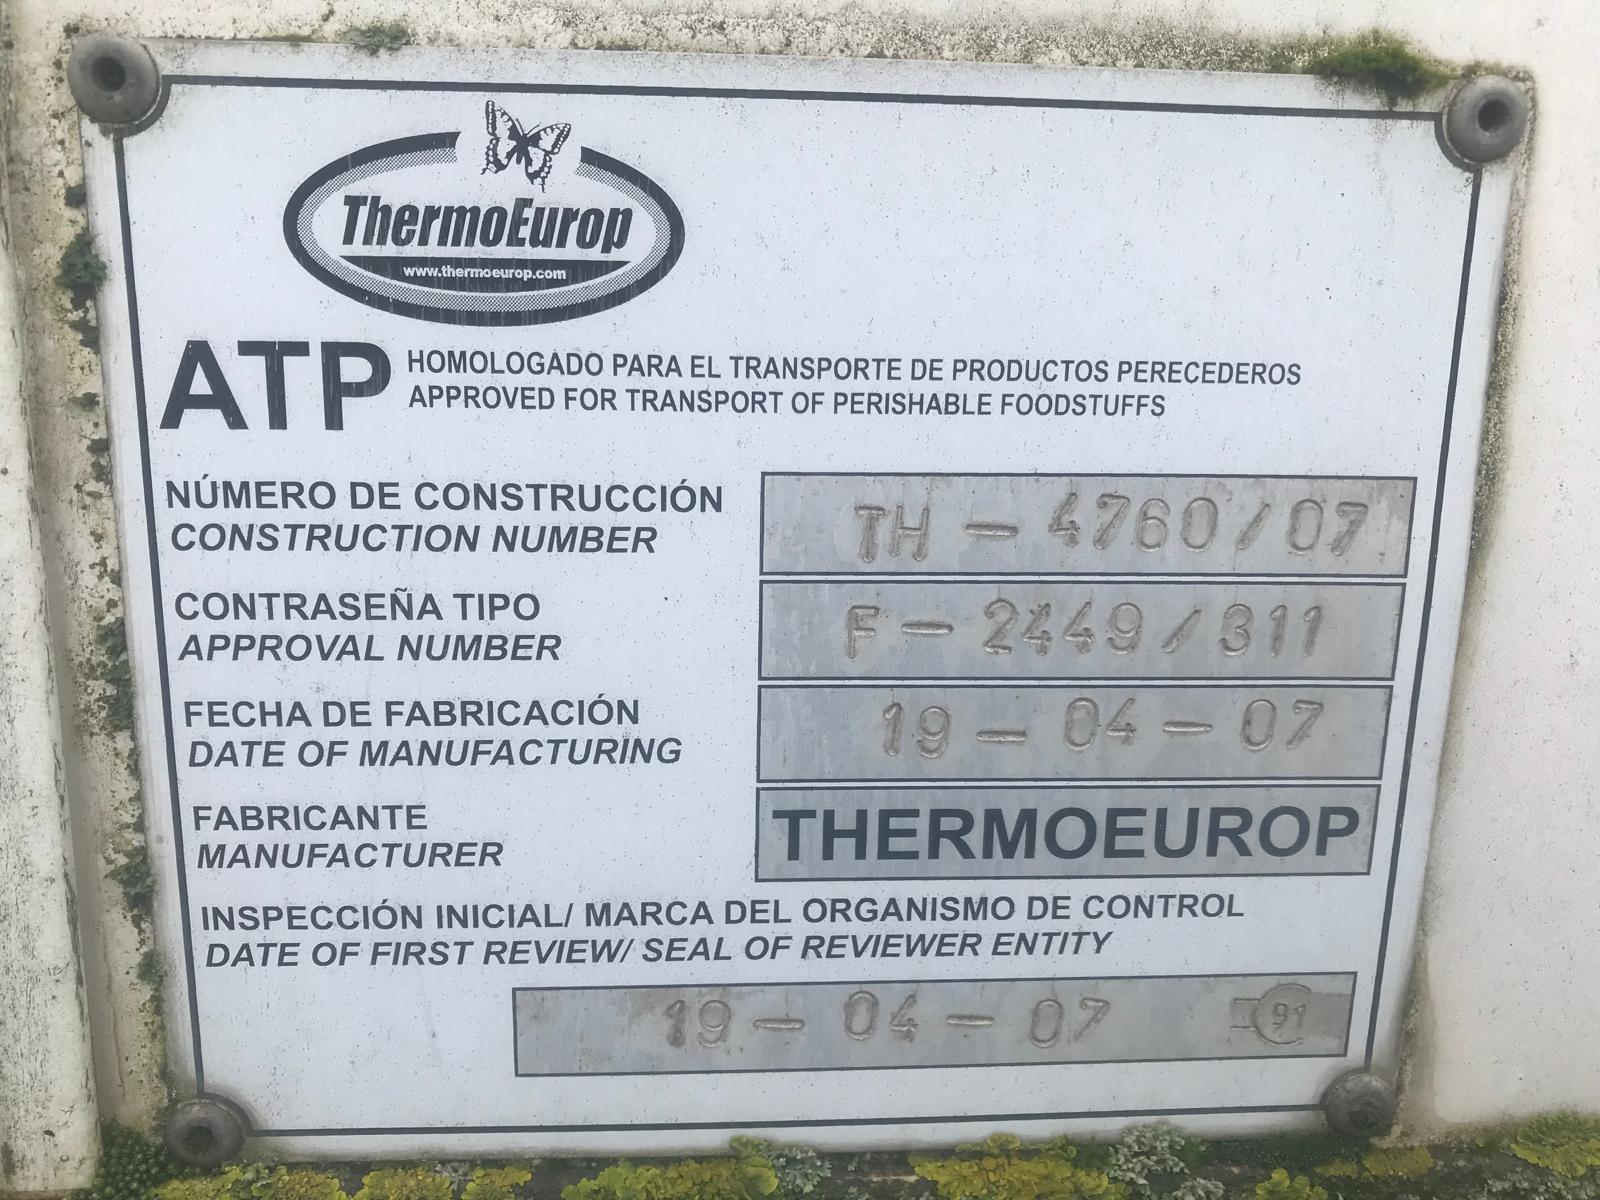 ThermoEurop
www.thermoeurop.com
ATP
HOMOLOGADO PARA EL TRANSPORTE DE PRODUCTOS PERECEDEROS
APPROVED FOR TRANSPORT OF PERISHABLE FOODSTUFFS
NÚMERO DE CONSTRUCCIÓN
CONSTRUCTION NUMBER
TH - 4760/07
CONTRASEÑA TIPO
APPROVAL NUMBER
F - 2449/311
FECHA DE FABRICACIÓN
DATE OF MANUFACTURING
19 - 04 - 07
FABRICANTE
MANUFACTURER
THERMOEUROP
INSPECCIÓN INICIAL/ MARCA DEL ORGANISMO DE CONTROL
DATE OF FIRST REVIEW/ SEAL OF REVIEWER ENTITY
19 - 04 - 07 91